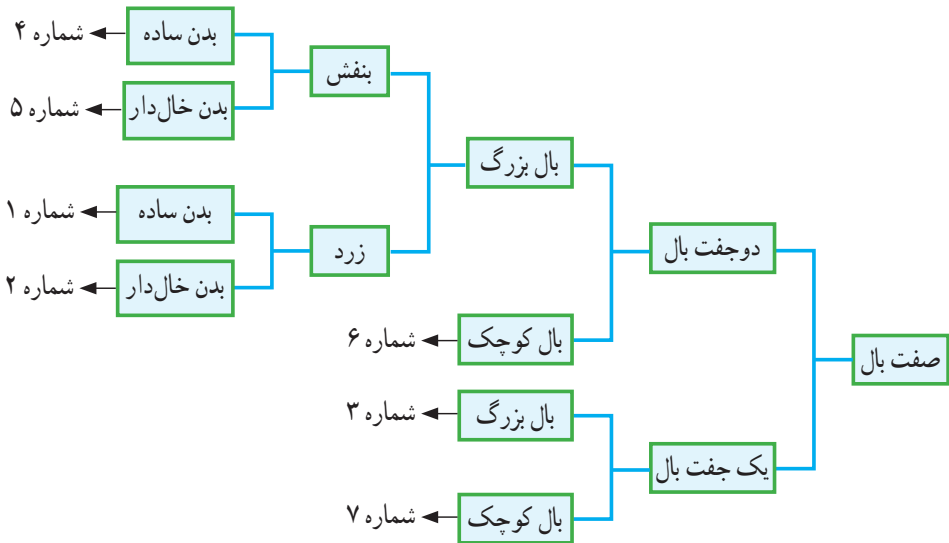 صفت بال
دو جفت بال
بال بزرگ
بنفش
بدن ساده
شماره ۴
بدن خال‌دار
شماره ۵
زرد
بدن ساده
شماره ۱
بدن خال‌دار
شماره ۲
بال کوچک
شماره ۶
یک جفت بال
بال بزرگ
شماره ۳
بال کوچک
شماره ۷